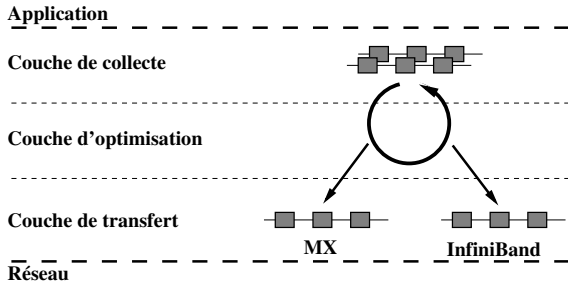 Application
Couche de collecte
Couche d'optimisation
Couche de transfert
MX
InfiniBand
Réseau